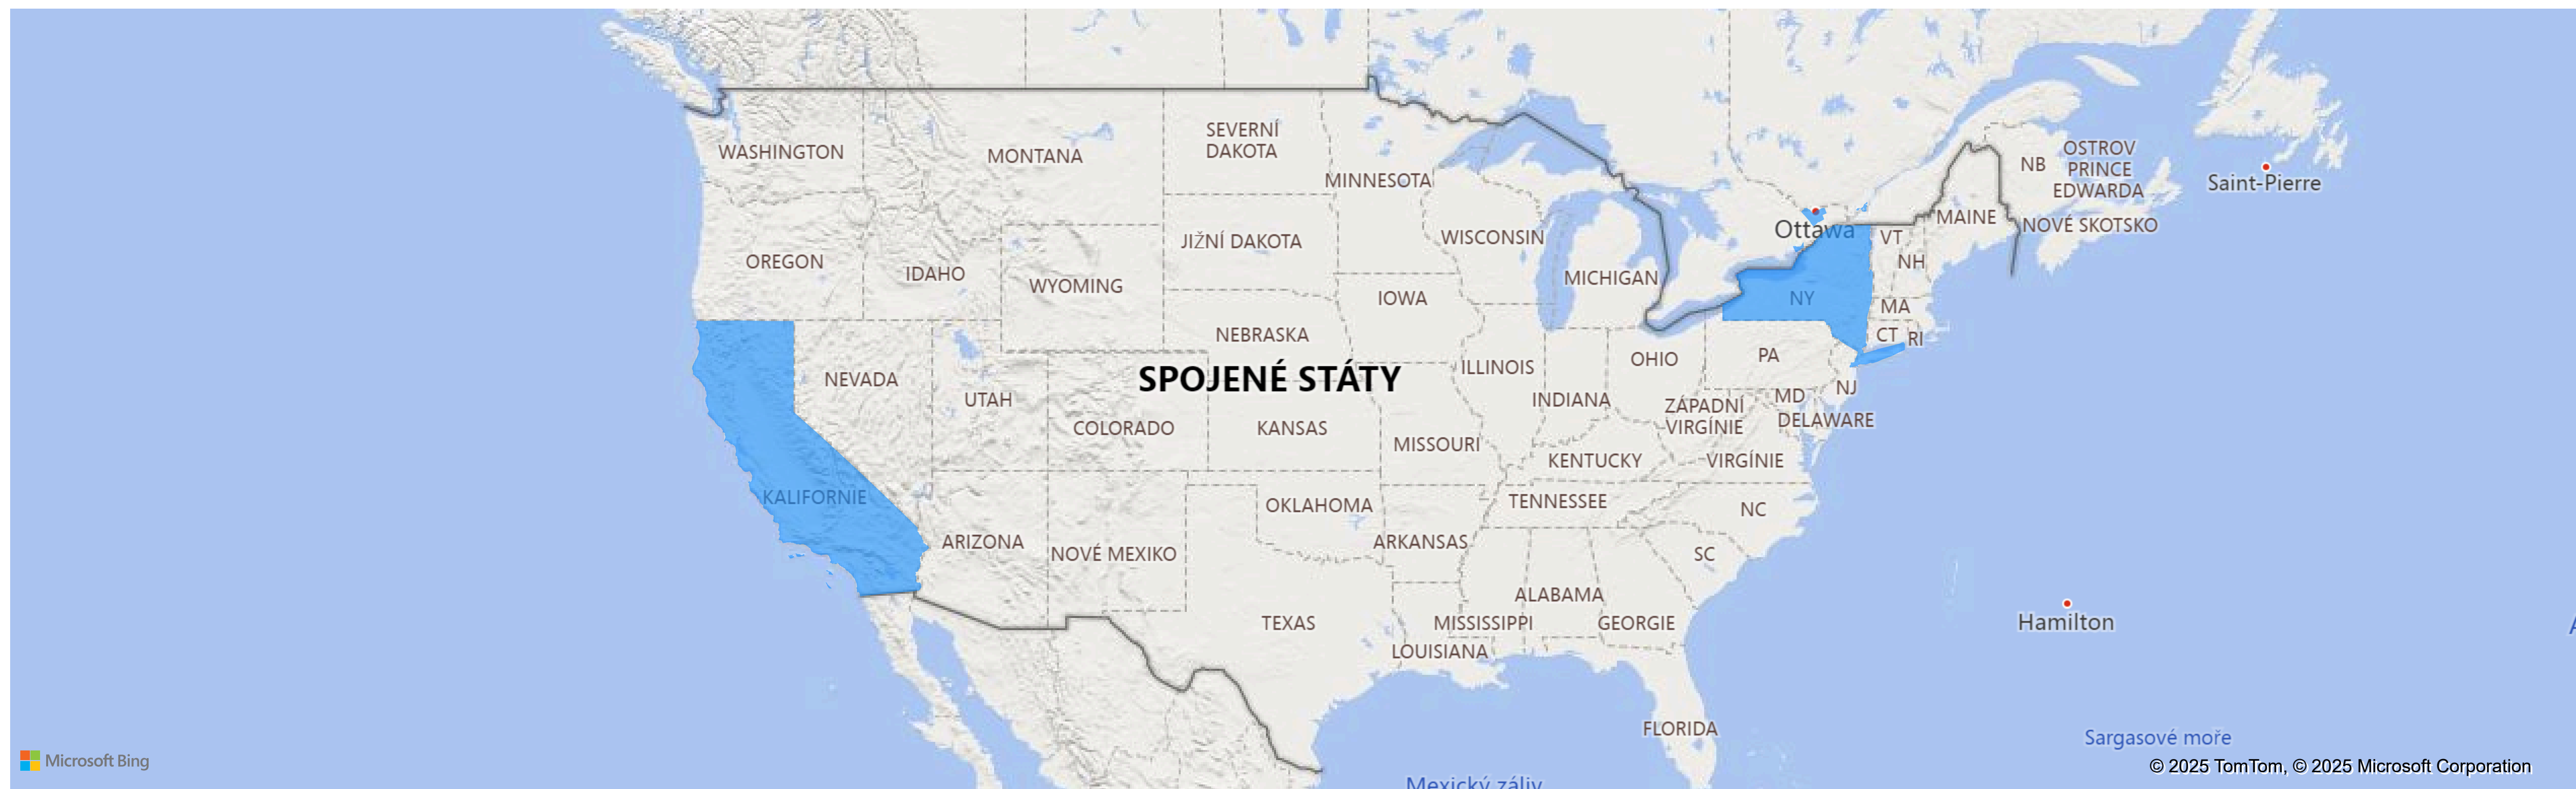 WASHINGTON
MONTANA
SEVERNÍ
DAKOTA
MINNESOTA
OSTROV
PRINCE
EDWARDA
NB
Saint-Pierre
OREGON
IDAHO
WYOMING
JIŽNÍ DAKOTA
WISCONSIN
MICHIGAN
Ottawa
VT
MAINE
NOVÉ SKOTSKO
NH
IOWA
NY
MA
NEBRASKA
CT
RI
NEVADA
UTAH
SPOJENÉ STÁTY
ILLINOIS
OHIO
PA
NJ
MD
COLORADO
KANSAS
MISSOURI
INDIANA
ZÁPADNÍ
VIRGÍNIE
DELAWARE
KENTUCKY
VIRGÍNIE
KALIFORNIE
OKLAHOMA
TENNESSEE
NC
ARIZONA
NOVÉ MEXIKO
ARKANSAS
SC
ALABAMA
TEXAS
MISSISSIPPI
GEORGIE
Hamilton
LOUISIANA
FLORIDA
Sargasové moře
Microsoft Bing
© 2025 TomTom, © 2025 Microsoft Corporation
Mexický záliv